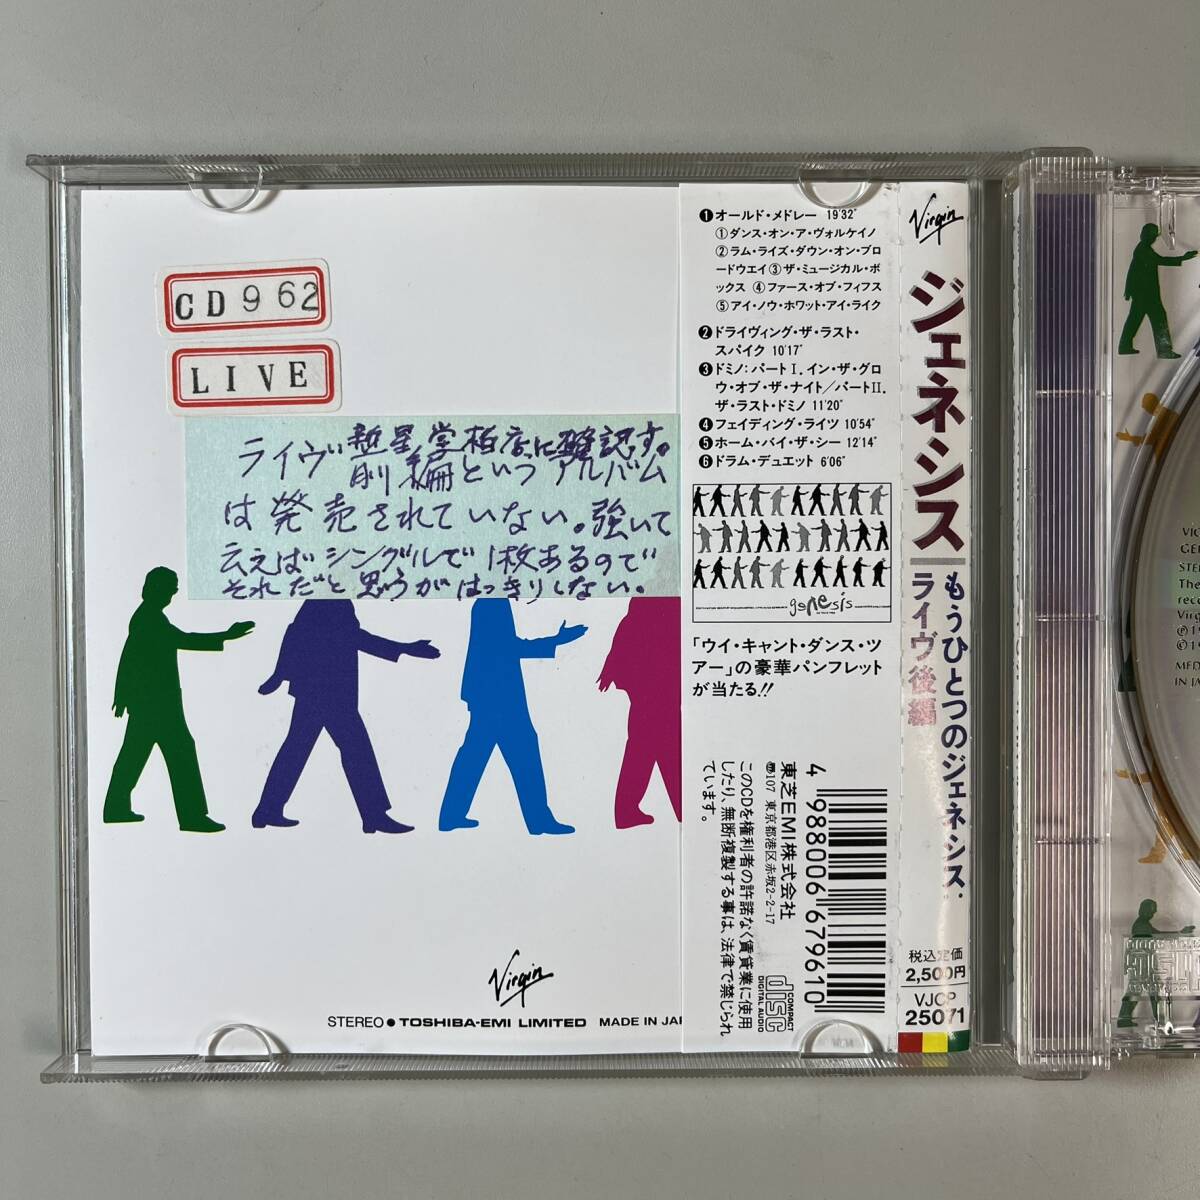 CD962
LIVE
ライヴ 新星堂柏店に確認す。
前編というアルバム
は発売されていない。強いて
云えばシングルで1枚あるので
それだと思うがはっきりしない。
Virgin
STEREO ● TOSHIBA-EMI LIMITED MADE IN JAP
❶オールド・メドレー 19'32"
①ダンス・オン・ア・ヴォルケイノ
②ラム・ライズ・ダウン・オン・ブロ
ードウエイ③ザ・ミュージカル・ボ
ックス ④ファース・オブ・フィフス
⑤アイ・ノウ・ホワット・アイ・ライク
❷ドライヴィング・ザ・ラスト・
スパイク 10'17"
❸ドミノ:パートⅠ.イン・ザ・グロ
ウ・オブ・ザ・ナイト/パートⅡ.
ザ・ラスト・ドミノ 11'20"
❹フェイディング・ライツ 10'54"
❺ホーム・バイ・ザ・シー 12'14"
❻ドラム・デュエット 6'06"
genesis
「ウイ・キャント・ダンス・ツ
アー」の豪華パンフレット
が当たる!!
4 988006 679610
東芝EMI株式会社
〒107 東京都港区赤坂2-2-17
このCDを権利者の許諾なく賃貸業に使用
したり、無断複製する事は、法律で禁じられ
ています。
COMPACT
disc
DIGITAL AUDIO
Virgin
ジェネシス
もうひとつのジェネシス.
ライヴ後編
税込定価
2,500円
VJCP
25071
VIC
GE
STE
The
reco
Virg
℗19
©19
MED
IN JA